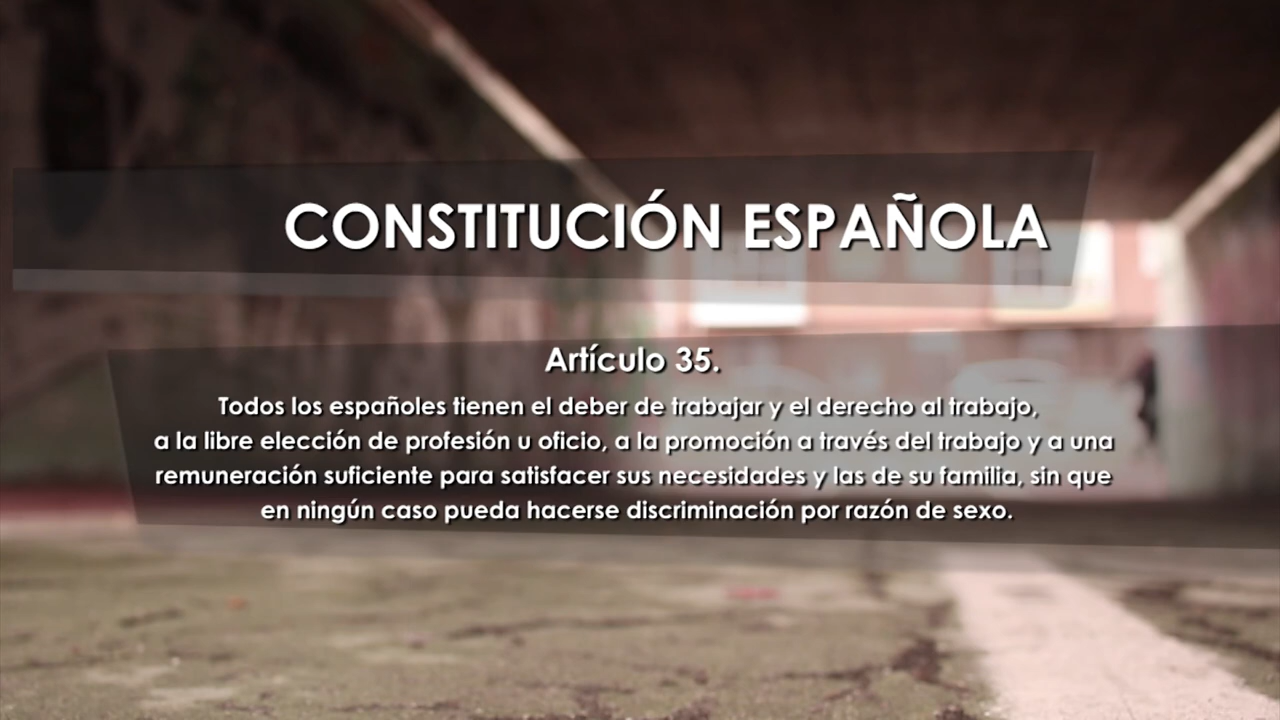 CONSTITUCIÓN ESPAÑOLA
Artículo 35.
Todos los españoles tienen el deber de trabajar y el derecho al trabajo,
a la libre elección de profesión u oficio, a la promoción a través del trabajo y a una
remuneración suficiente para satisfacer sus necesidades y las de su familia, sin que
en ningún caso pueda hacerse discriminación por razón de sexo.